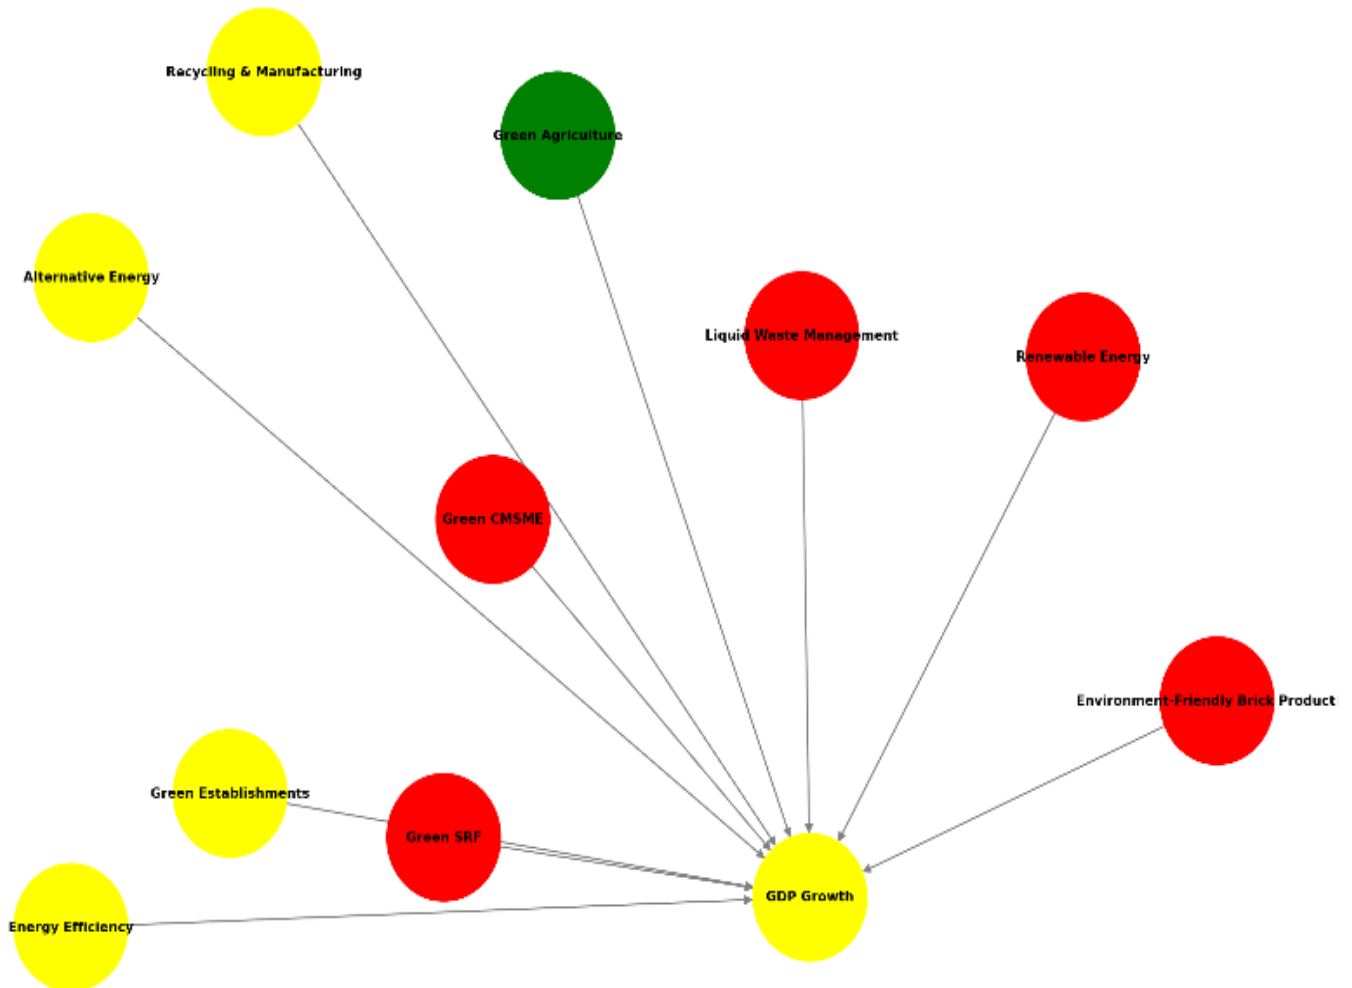 Recycling & Manufacturing
Green Agriculture
Alternative Energy
Liquid Waste Management
Renewable Energy
Green CMSME
Environment-Friendly Brick Product
Green Establishments
Green SRF
GDP Growth
Energy Efficiency